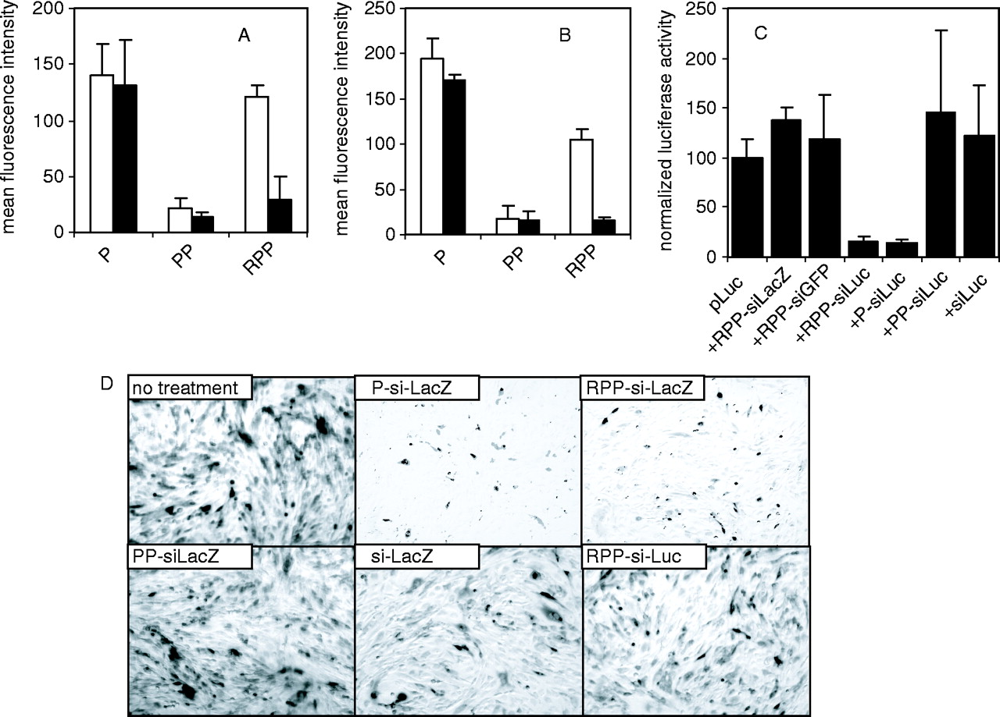 A
mean fluorescence intensity
200
150
100
50
0
P
PP
RPP
B
mean fluorescence intensity
250
200
150
100
50
0
P
PP
RPP
C
normalized luciferase activity
250
200
150
100
50
0
pLuc
+RPP-siLacZ
+RPP-siGFP
+RPP-siLuc
+P-siLuc
+PP-siLuc
+siLuc
D
no treatment
P-si-LacZ
RPP-si-LacZ
PP-siLacZ
si-LacZ
RPP-si-Luc